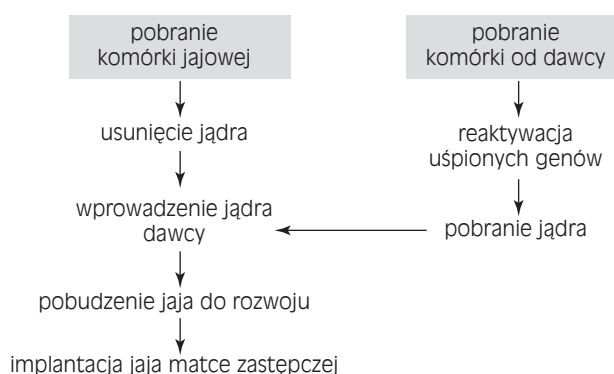 pobranie
komórki jajowej
usunięcie jądra
wprowadzenie jądra
dawcy
pobudzenie jaja do rozwoju
implantacja jaja matce zastępczej
pobranie
komórki od dawcy
reaktywacja
uśpionych genów
pobranie jądra